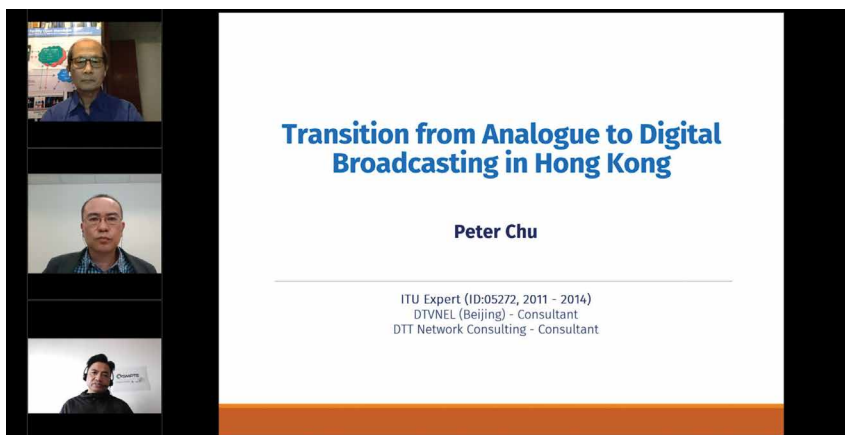 Transition from Analogue to Digital
Broadcasting in Hong Kong
Peter Chu
ITU Expert (ID:05272, 2011 - 2014)
DTVNEL (Beijing) - Consultant
DTT Network Consulting - Consultant